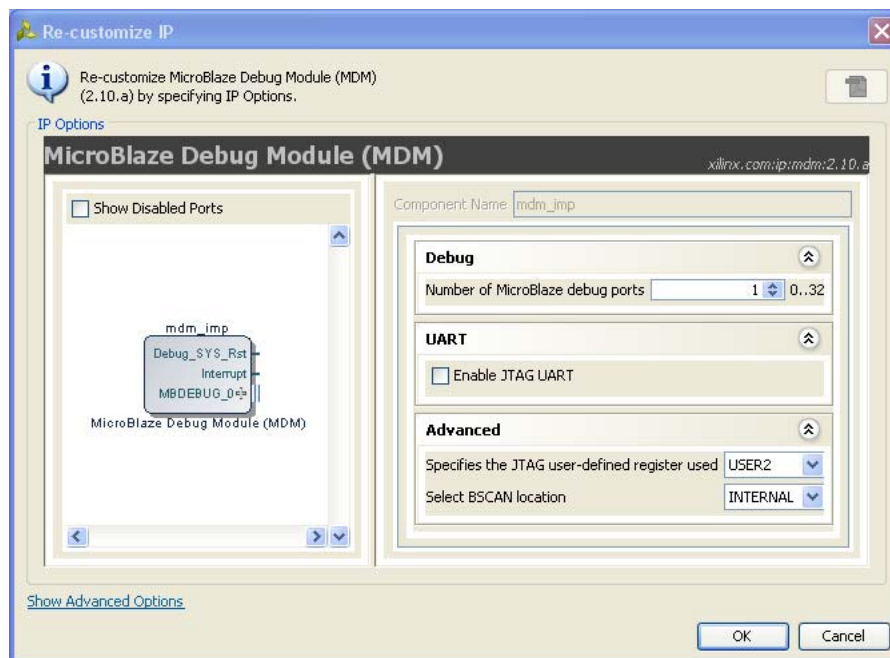 Re-customize IP
Re-customize MicroBlaze Debug Module (MDM)
(2.10.a) by specifying IP Options.
IP Options
MicroBlaze Debug Module (MDM)
xilinx.com:ip:mdm:2.10.a
Show Disabled Ports
mdm_imp
Debug_SYS_Rst
Interrupt
MBDEBUG_0
MicroBlaze Debug Module (MDM)
Component Name mdm_imp
Debug
Number of MicroBlaze debug ports 1 0..32
UART
Enable JTAG UART
Advanced
Specifies the JTAG user-defined register used USER2
Select BSCAN location INTERNAL
Show Advanced Options
OK Cancel